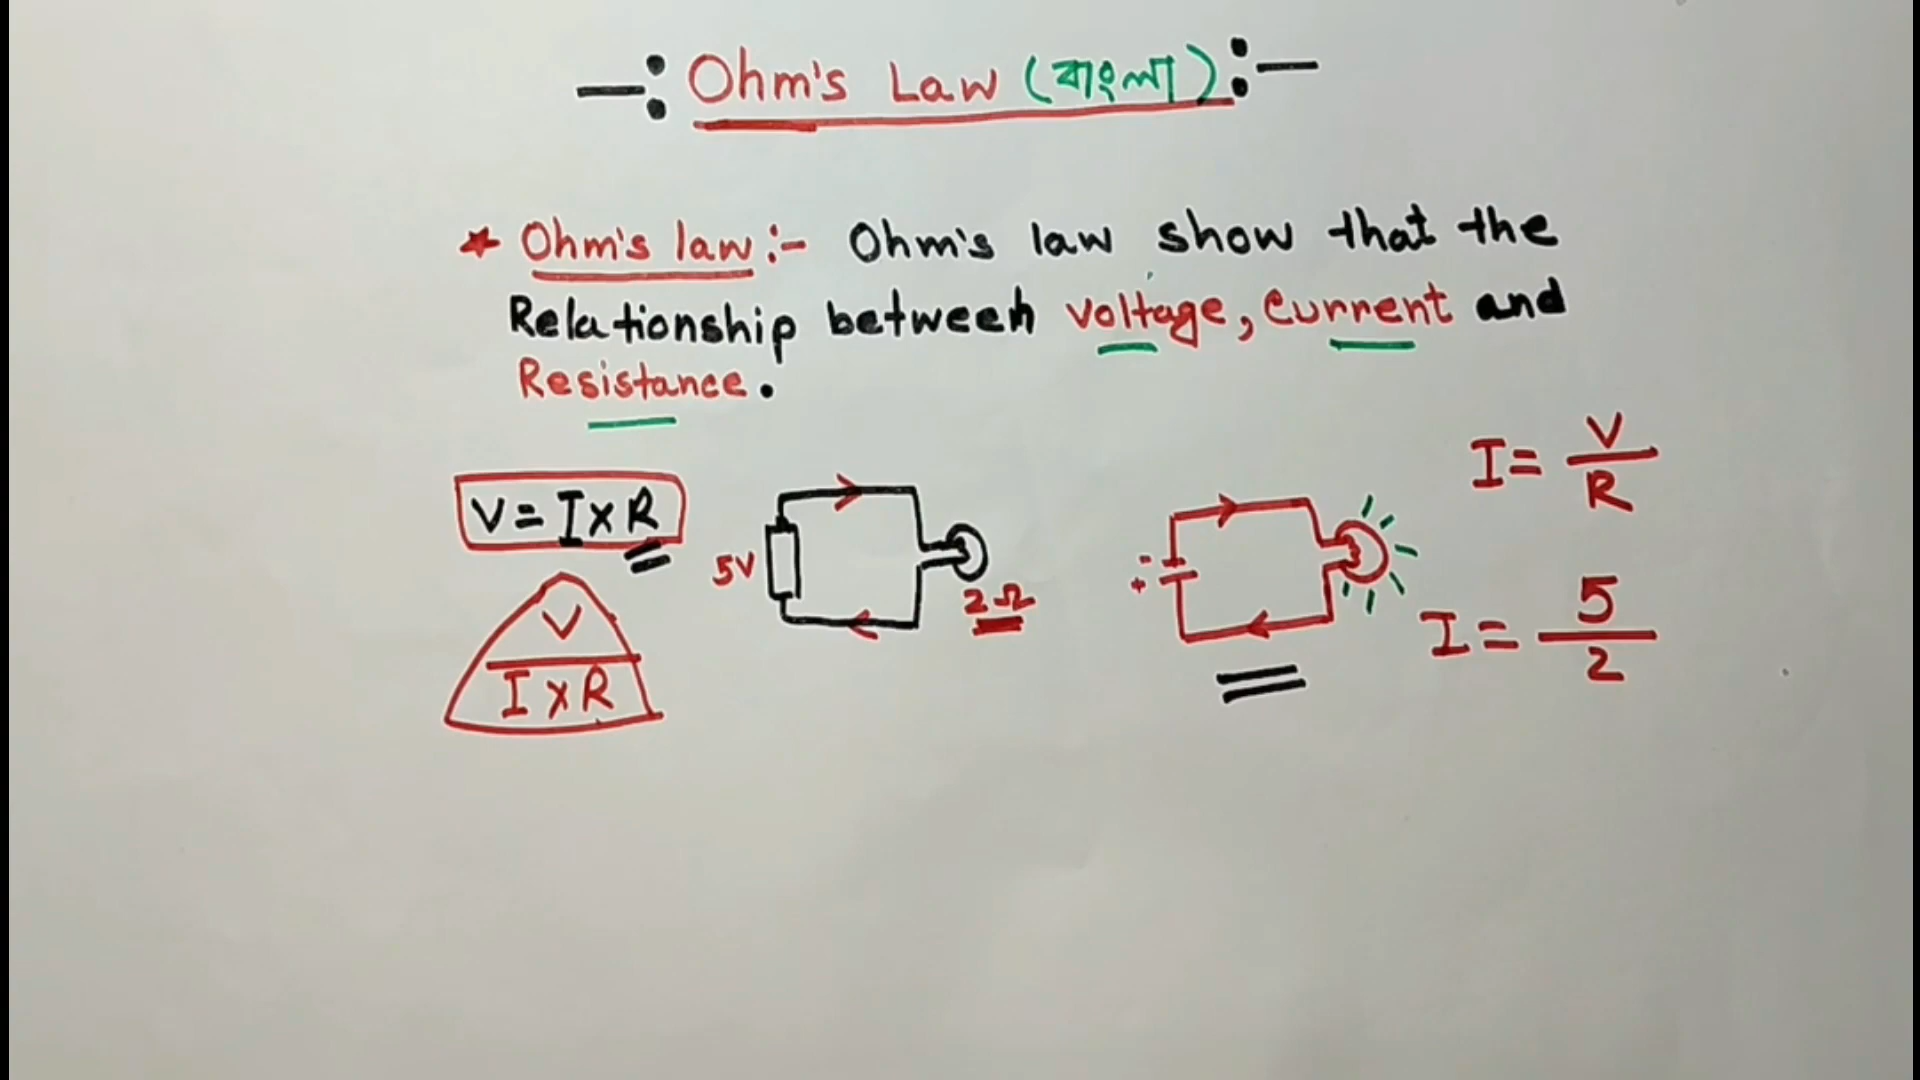 —: Ohm's Law (বাংলা) :—
★ Ohm's law :- Ohm's law show that the
Relationship between voltage, Current and
Resistance.
V = I x R
V
I x R
5V
2Ω
-
+
I = V/R
I = 5/2